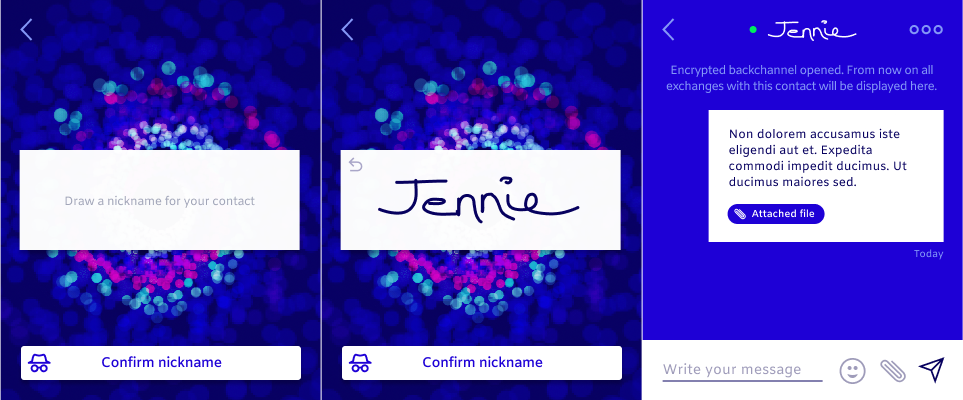 Draw a nickname for your contact
Confirm nickname
Jennie
Confirm nickname
Jennie
Encrypted backchannel opened. From now on all
exchanges with this contact will be displayed here.
Non dolorem accusamus iste
eligendi aut et. Expedita
commodi impedit ducimus. Ut
ducimus maiores sed.
Attached file
Today
Write your message